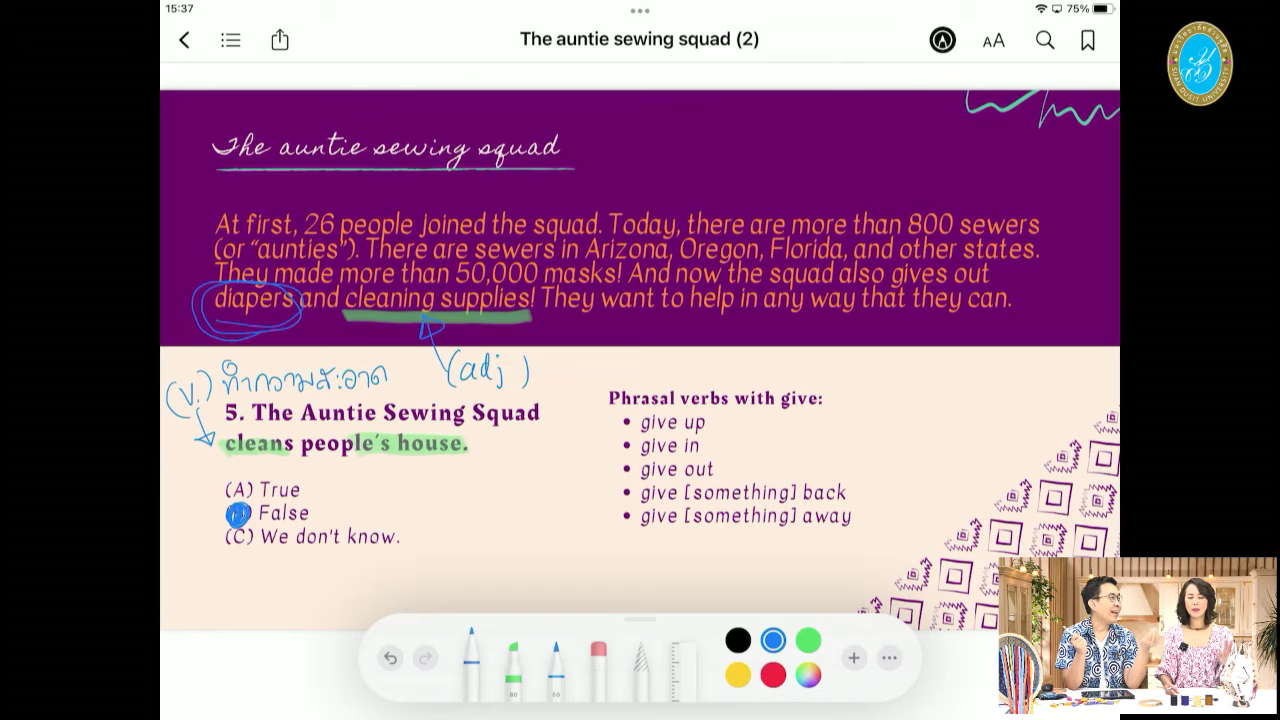 15:37
75%
The auntie sewing squad (2)
AA
SUAN DUSIT UNIVERSITY
The auntie sewing squad
At first, 26 people joined the squad. Today, there are more than 800 sewers
(or “aunties”). There are sewers in Arizona, Oregon, Florida, and other states.
They made more than 50,000 masks! And now the squad also gives out
diapers and cleaning supplies! They want to help in any way that they can.
(V.) ทำความสะอาด
(adj)
5. The Auntie Sewing Squad
cleans people's house.
(A) True
False
(C) We don't know.
Phrasal verbs with give:
• give up
• give in
• give out
• give [something] back
• give [something] away